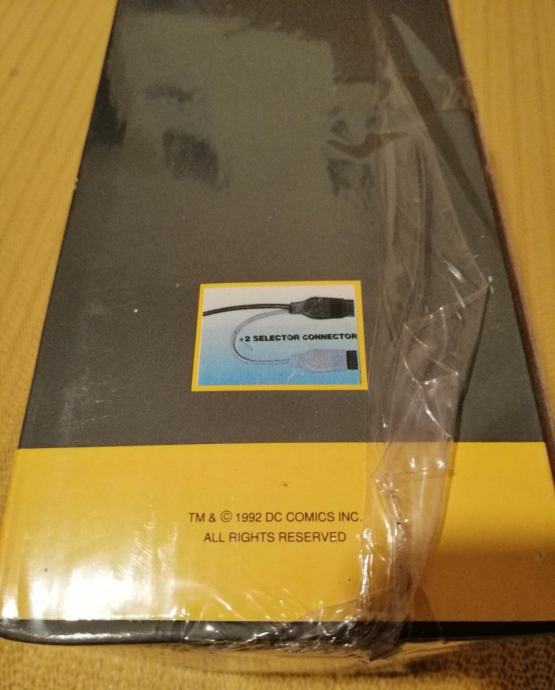 +2 SELECTOR CONNECTOR
TM & © 1992 DC COMICS INC.
ALL RIGHTS RESERVED